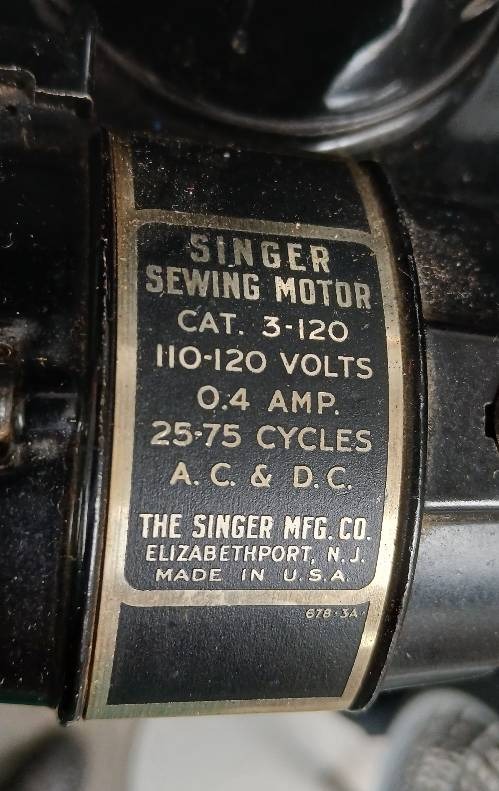 SINGER
SEWING MOTOR
CAT. 3-120
110-120 VOLTS
0.4 AMP.
25-75 CYCLES
A.C. & D.C.
THE SINGER MFG. CO.
ELIZABETHPORT, N.J.
MADE IN U.S.A.
678-3A